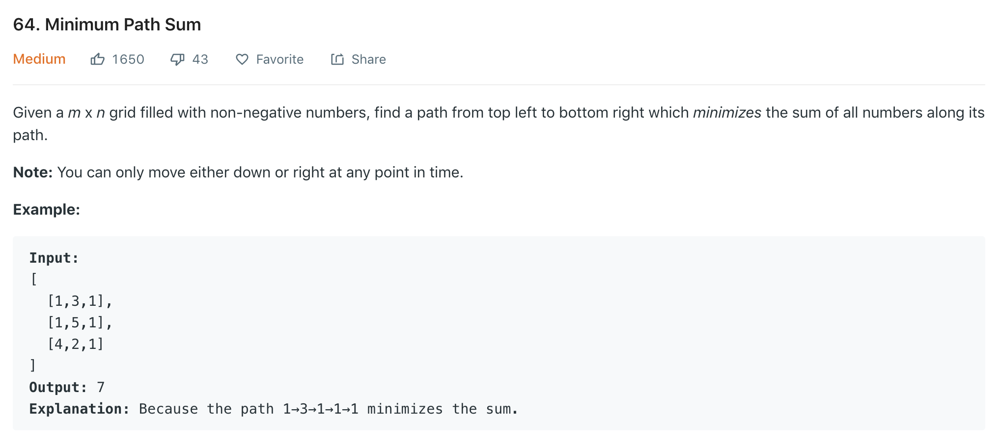 64. Minimum Path Sum
Medium 1650 43 Favorite Share
Given a m x n grid filled with non-negative numbers, find a path from top left to bottom right which minimizes the sum of all numbers along its
path.
Note: You can only move either down or right at any point in time.
Example:
Input:
[
  [1,3,1],
  [1,5,1],
  [4,2,1]
]
Output: 7
Explanation: Because the path 1→3→1→1→1 minimizes the sum.